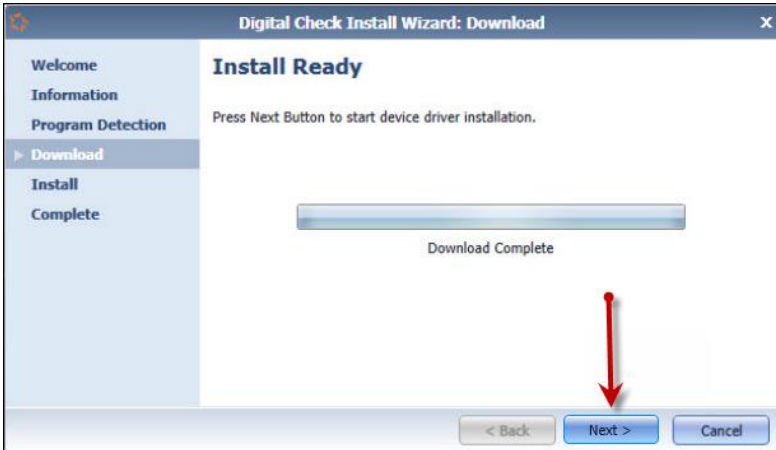 Digital Check Install Wizard: Download
x
Welcome
Information
Program Detection
Download
Install
Complete
Install Ready
Press Next Button to start device driver installation.
Download Complete
< Back
Next >
Cancel